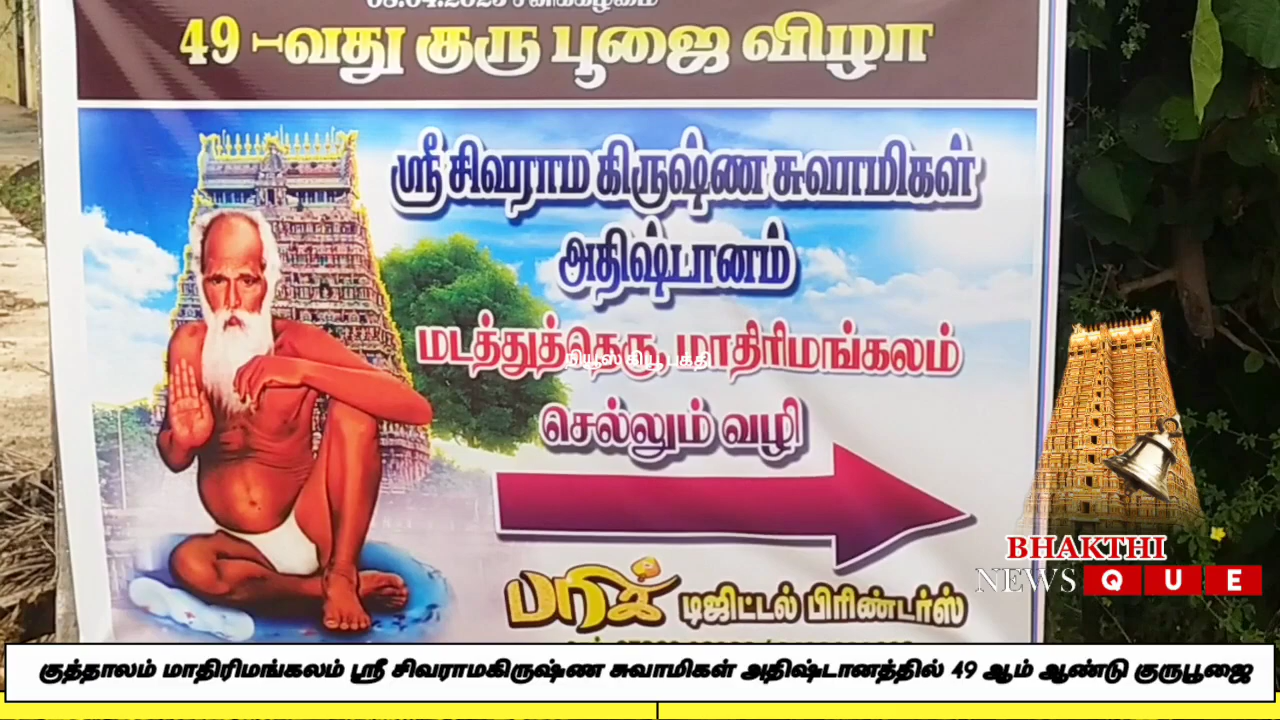 49 -வது குரு பூஜை விழா
ஸ்ரீ சிவராம கிருஷ்ண சுவாமிகள்
அதிஷ்டானம்
மடத்துத்தெரு, மாதிரிமங்கலம்
நியூஸ் கியூ பக்தி
செல்லும் வழி
பாரிஜ் டிஜிட்டல் பிரிண்டர்ஸ்
BHAKTHI
NEWS QUE
குத்தாலம் மாதிரிமங்கலம் ஸ்ரீ சிவராமகிருஷ்ண சுவாமிகள் அதிஷ்டானத்தில் 49 ஆம் ஆண்டு குருபூஜை